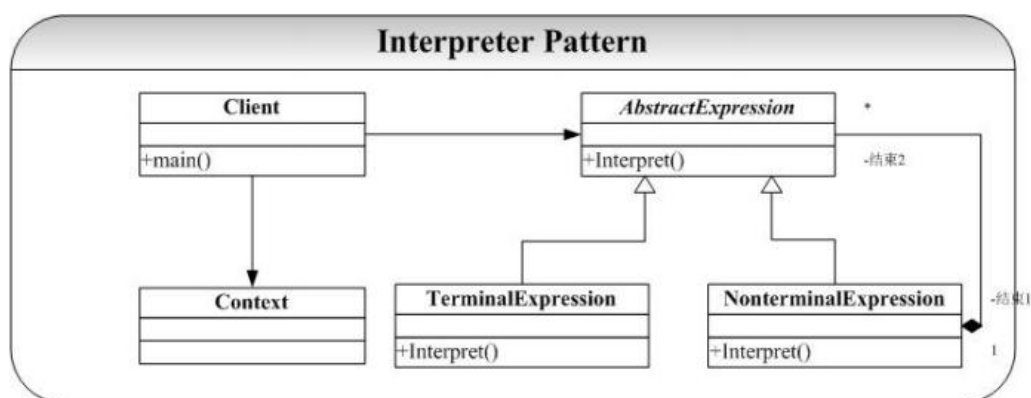 Interpreter Pattern
Client
AbstractExpression
*
+main()
+Interpret()
-结束2
Context
TerminalExpression
NonterminalExpression
-结束1
+Interpret()
+Interpret()
1